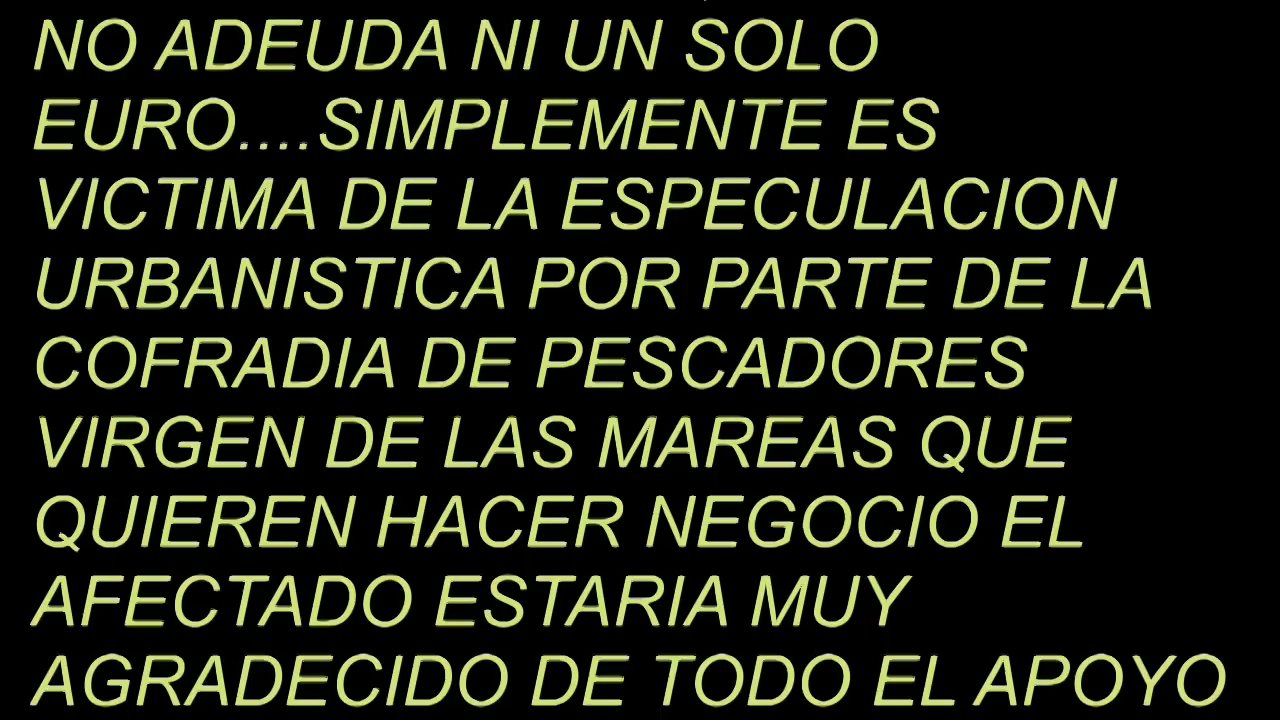 NO ADEUDA NI UN SOLO
EURO....SIMPLEMENTE ES
VICTIMA DE LA ESPECULACION
URBANISTICA POR PARTE DE LA
COFRADIA DE PESCADORES
VIRGEN DE LAS MAREAS QUE
QUIEREN HACER NEGOCIO EL
AFECTADO ESTARIA MUY
AGRADECIDO DE TODO EL APOYO